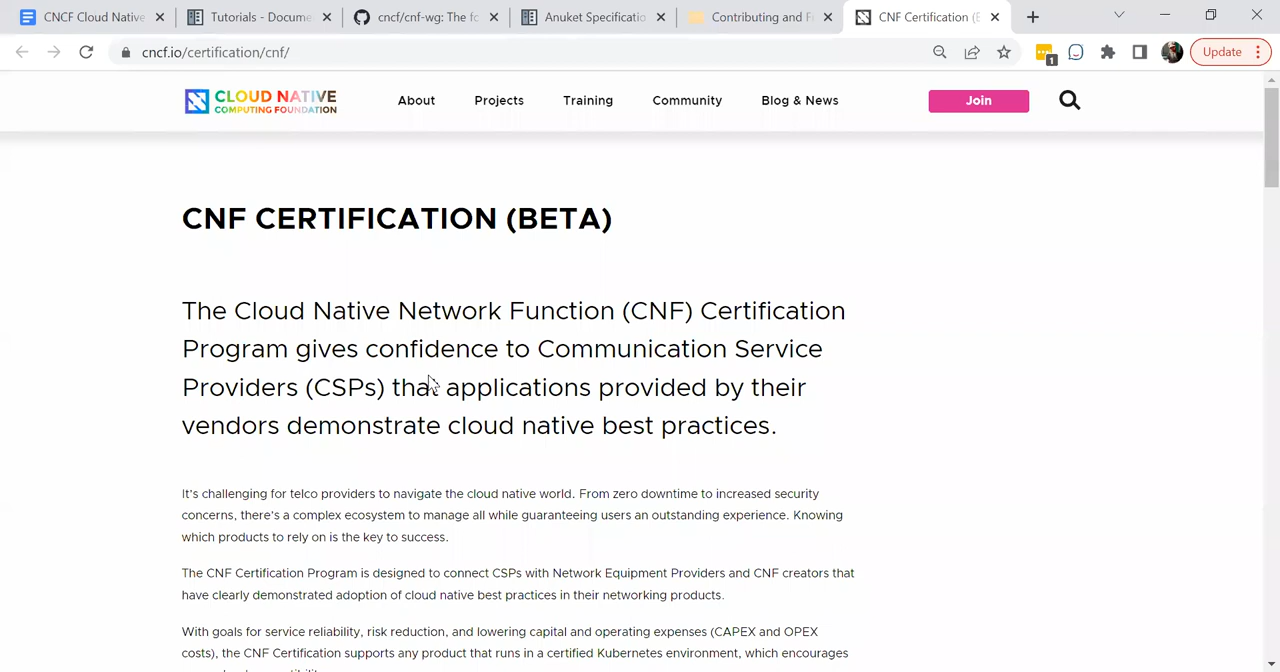 CNCF Cloud Native
Tutorials - Docume
cncf/cnf-wg: The fo
Anuket Specificatio
Contributing and F
CNF Certification (
cncf.io/certification/cnf/
1
Update
CLOUD NATIVE
COMPUTING FOUNDATION
About
Projects
Training
Community
Blog & News
Join
CNF CERTIFICATION (BETA)
The Cloud Native Network Function (CNF) Certification
Program gives confidence to Communication Service
Providers (CSPs) that applications provided by their
vendors demonstrate cloud native best practices.
It's challenging for telco providers to navigate the cloud native world. From zero downtime to increased security
concerns, there's a complex ecosystem to manage all while guaranteeing users an outstanding experience. Knowing
which products to rely on is the key to success.
The CNF Certification Program is designed to connect CSPs with Network Equipment Providers and CNF creators that
have clearly demonstrated adoption of cloud native best practices in their networking products.
With goals for service reliability, risk reduction, and lowering capital and operating expenses (CAPEX and OPEX
costs), the CNF Certification supports any product that runs in a certified Kubernetes environment, which encourages